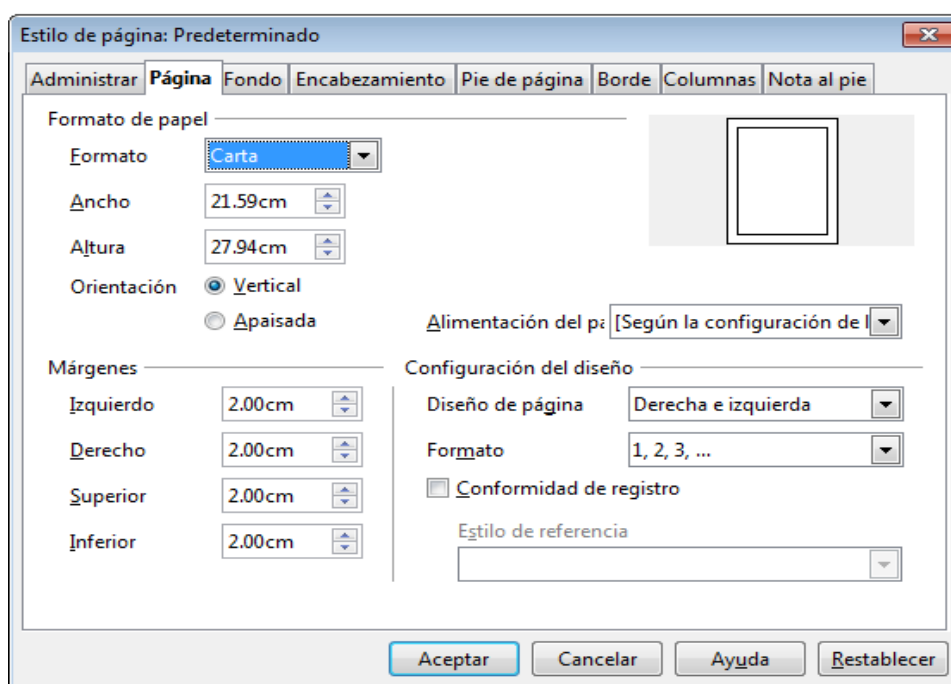 Estilo de página: Predeterminado
Administrar Página Fondo Encabezamiento Pie de página Borde Columnas Nota al pie
Formato de papel
Formato Carta
Ancho 21.59cm
Altura 27.94cm
Orientación Vertical
Apaisada
Alimentación del pa [Según la configuración de l
Márgenes
Izquierdo 2.00cm
Derecho 2.00cm
Superior 2.00cm
Inferior 2.00cm
Configuración del diseño
Diseño de página Derecha e izquierda
Formato 1, 2, 3, ...
Conformidad de registro
Estilo de referencia
Aceptar Cancelar Ayuda Restablecer